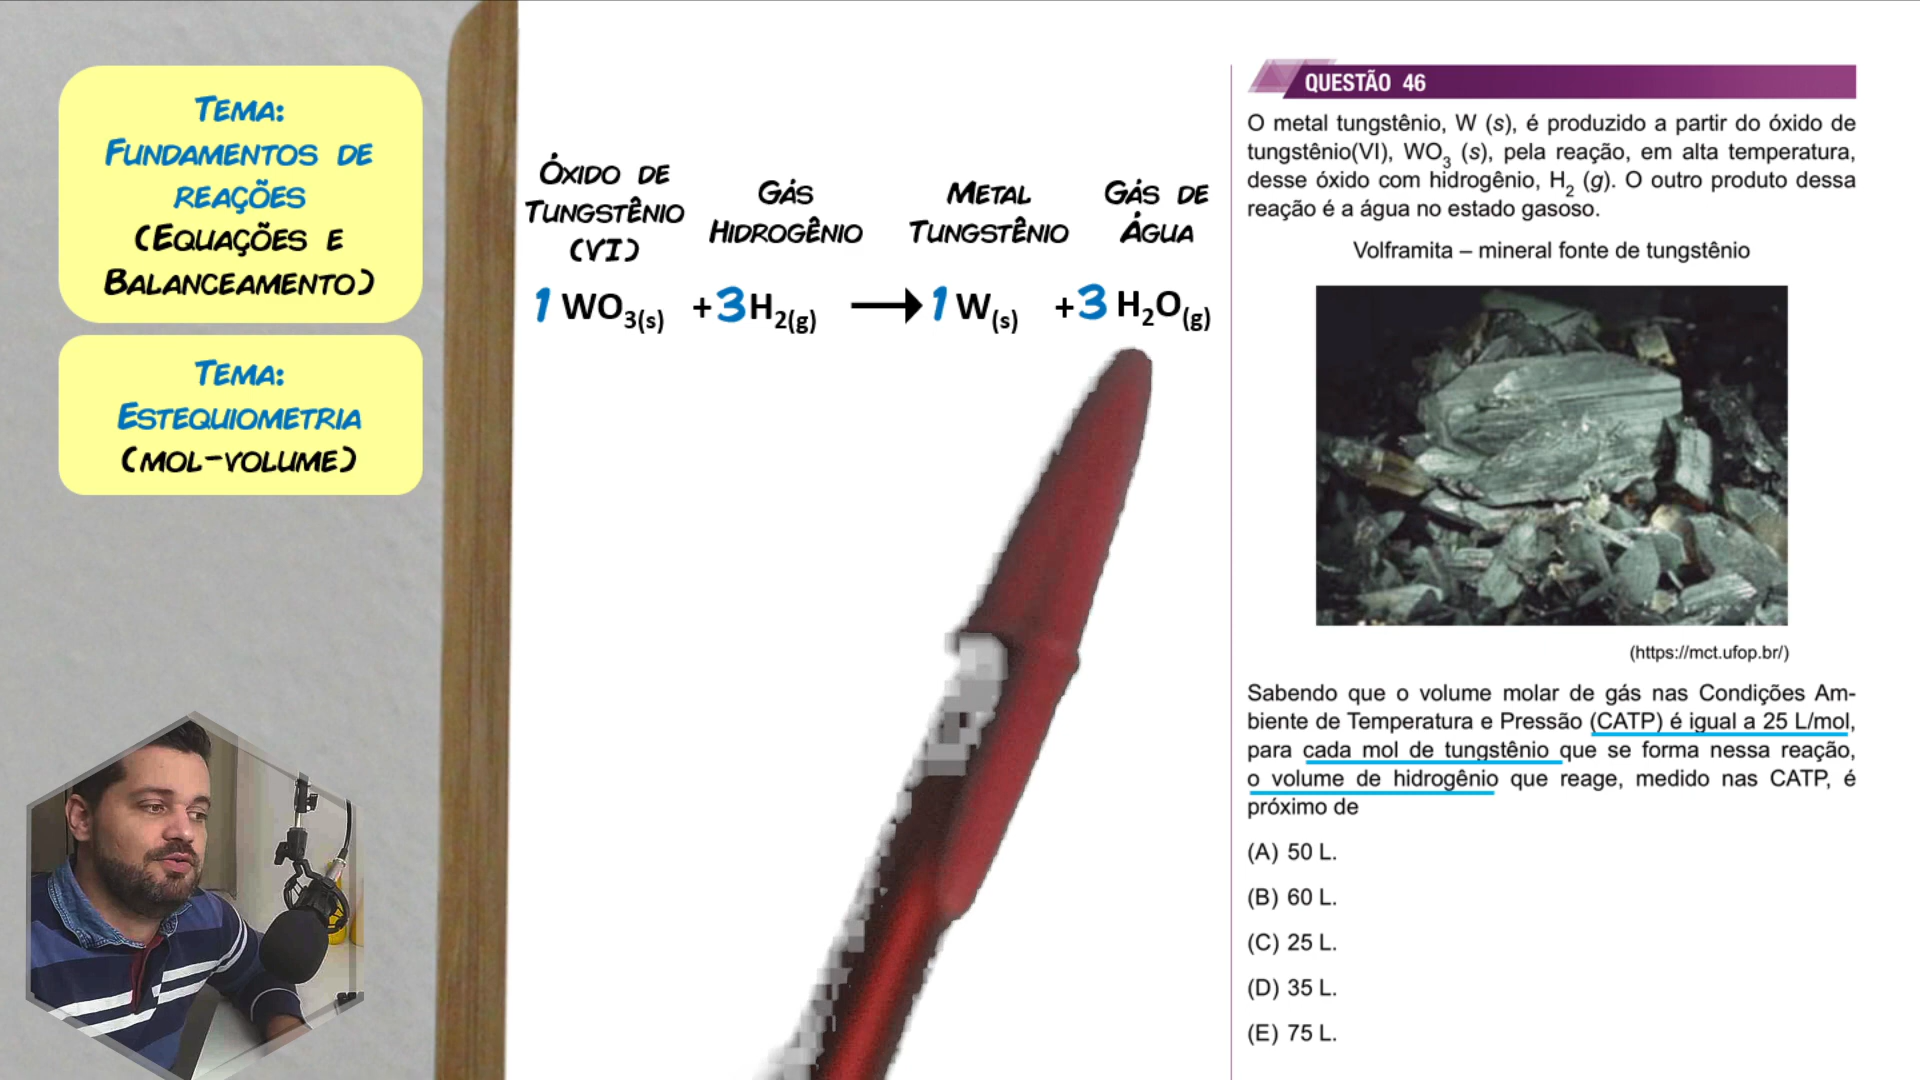 TEMA:
FUNDAMENTOS DE
REAÇÕES
(EQUAÇÕES E
BALANCEAMENTO)
TEMA:
ESTEQUIOMETRIA
(MOL-VOLUME)
ÓXIDO DE
TUNGSTÊNIO
(VI)
GÁS
HIDROGÊNIO
METAL
TUNGSTÊNIO
GÁS DE
ÁGUA
1 WO3(s) + 3 H2(g) → 1 W(s) + 3 H2O(g)
QUESTÃO 46
O metal tungstênio, W (s), é produzido a partir do óxido de
tungstênio(VI), WO3 (s), pela reação, em alta temperatura,
desse óxido com hidrogênio, H2 (g). O outro produto dessa
reação é a água no estado gasoso.
Volframita – mineral fonte de tungstênio
(https://mct.ufop.br/)
Sabendo que o volume molar de gás nas Condições Am-
biente de Temperatura e Pressão (CATP) é igual a 25 L/mol,
para cada mol de tungstênio que se forma nessa reação,
o volume de hidrogênio que reage, medido nas CATP, é
próximo de
(A) 50 L.
(B) 60 L.
(C) 25 L.
(D) 35 L.
(E) 75 L.